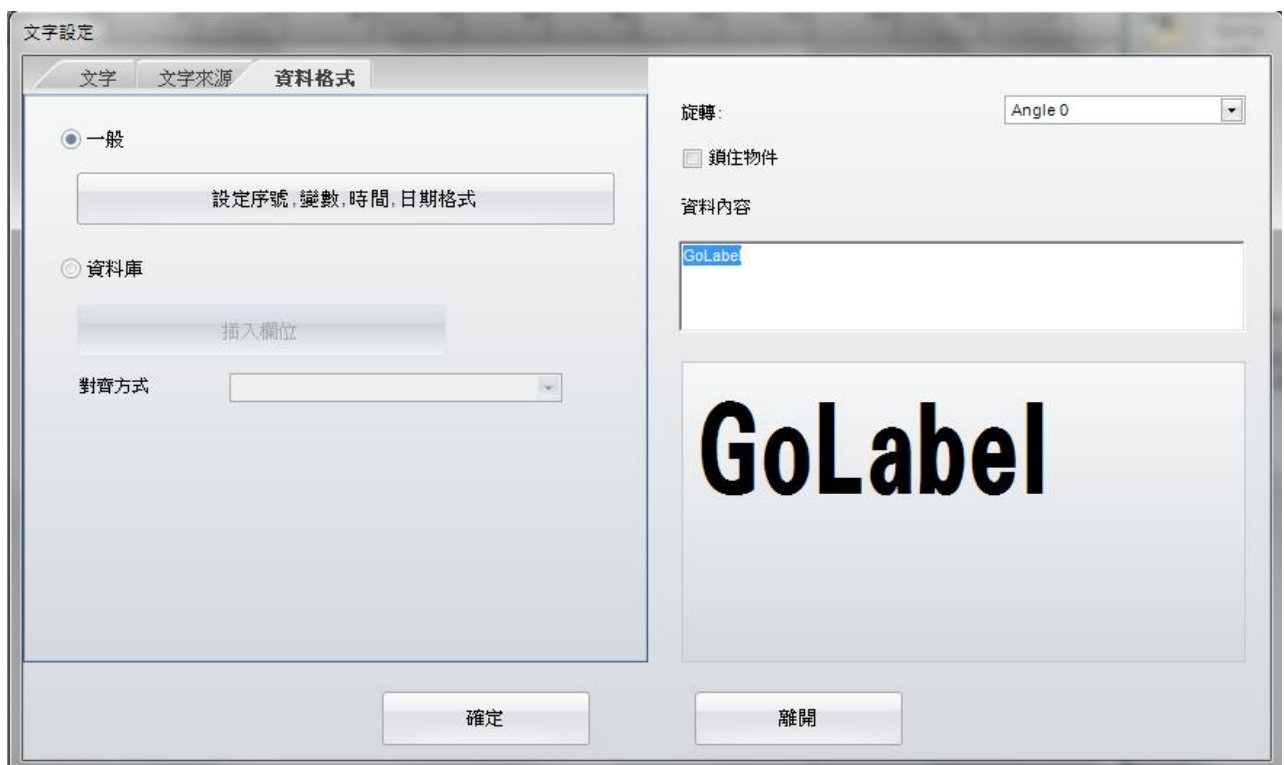 文字設定
文字 文字來源 資料格式
一般
設定序號,變數,時間,日期格式
資料庫
插入欄位
對齊方式
旋轉: Angle 0
鎖住物件
資料內容
GoLabel
GoLabel
確定 離開